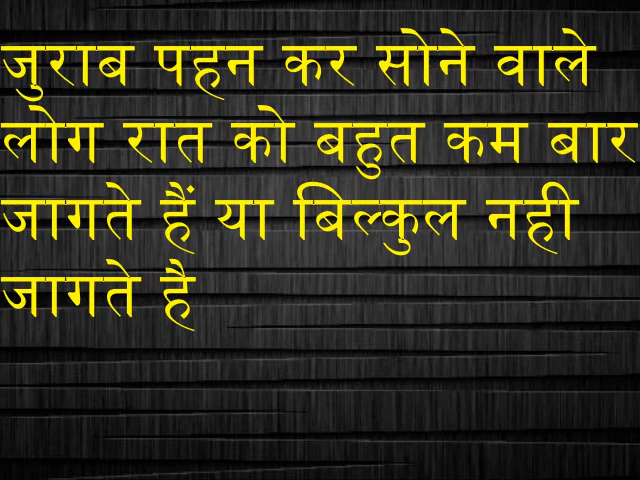 जुराब पहन कर सोने वाले
लोग रात को बहुत कम बार
जागते हैं या बिल्कुल नही
जागते है